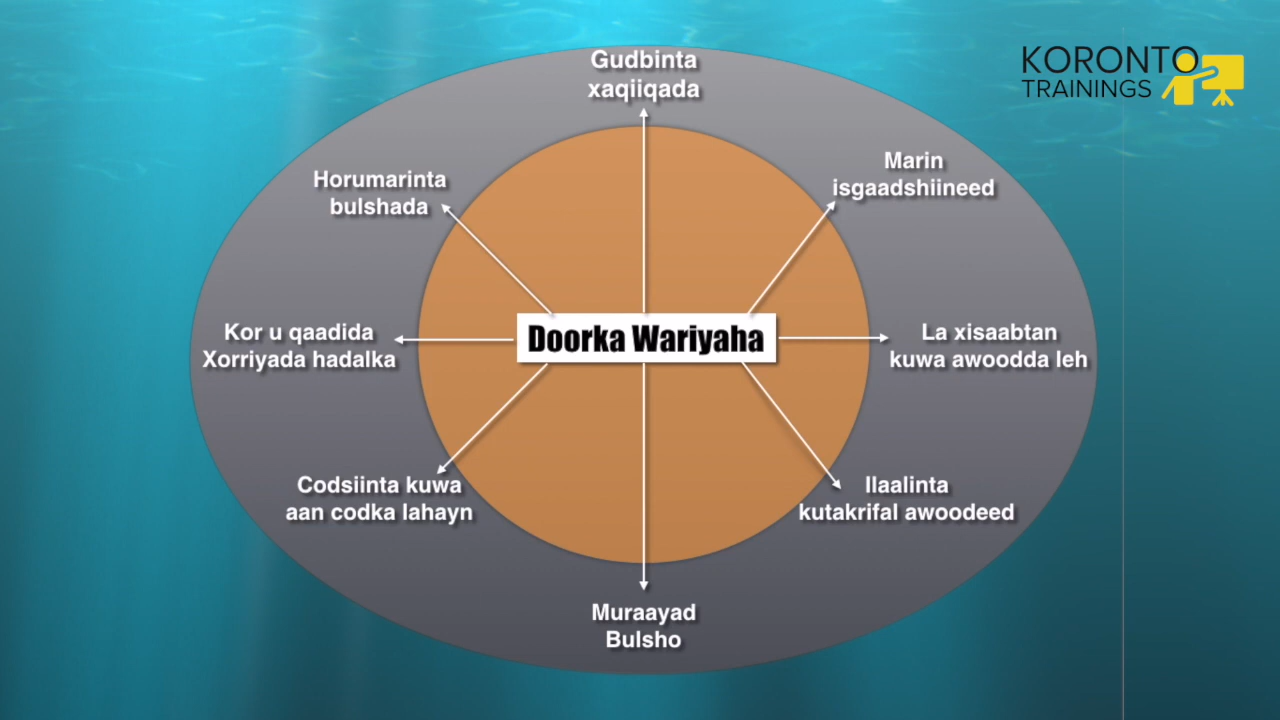 Gudbinta
xaqiiqada
KORONTO
TRAININGS
Marin
isgaadshiineed
Horumarinta
bulshada
Kor u qaadida
Xorriyada hadalka
Doorka Wariyaha
La xisaabtan
kuwa awoodda leh
Codsiinta kuwa
aan codka lahayn
Ilaalinta
kutakrifal awoodeed
Muraayad
Bulsho